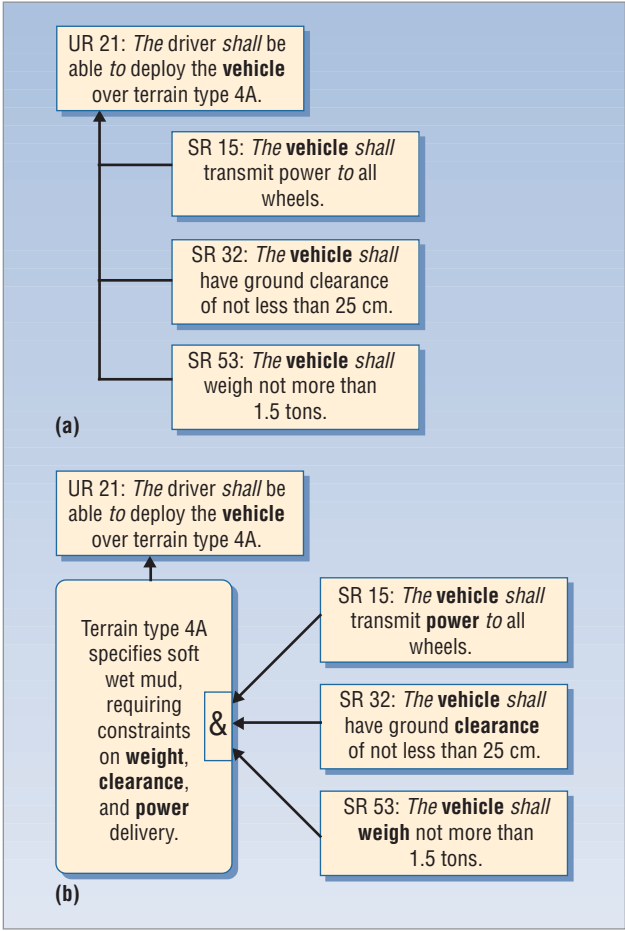 UR 21: The driver shall be
able to deploy the vehicle
over terrain type 4A.
SR 15: The vehicle shall
transmit power to all
wheels.
SR 32: The vehicle shall
have ground clearance
of not less than 25 cm.
SR 53: The vehicle shall
weigh not more than
1.5 tons.
(a)
UR 21: The driver shall be
able to deploy the vehicle
over terrain type 4A.
Terrain type 4A
specifies soft
wet mud,
requiring
constraints
on weight,
clearance,
and power
delivery.
&
SR 15: The vehicle shall
transmit power to all
wheels.
SR 32: The vehicle shall
have ground clearance
of not less than 25 cm.
SR 53: The vehicle shall
weigh not more than
1.5 tons.
(b)